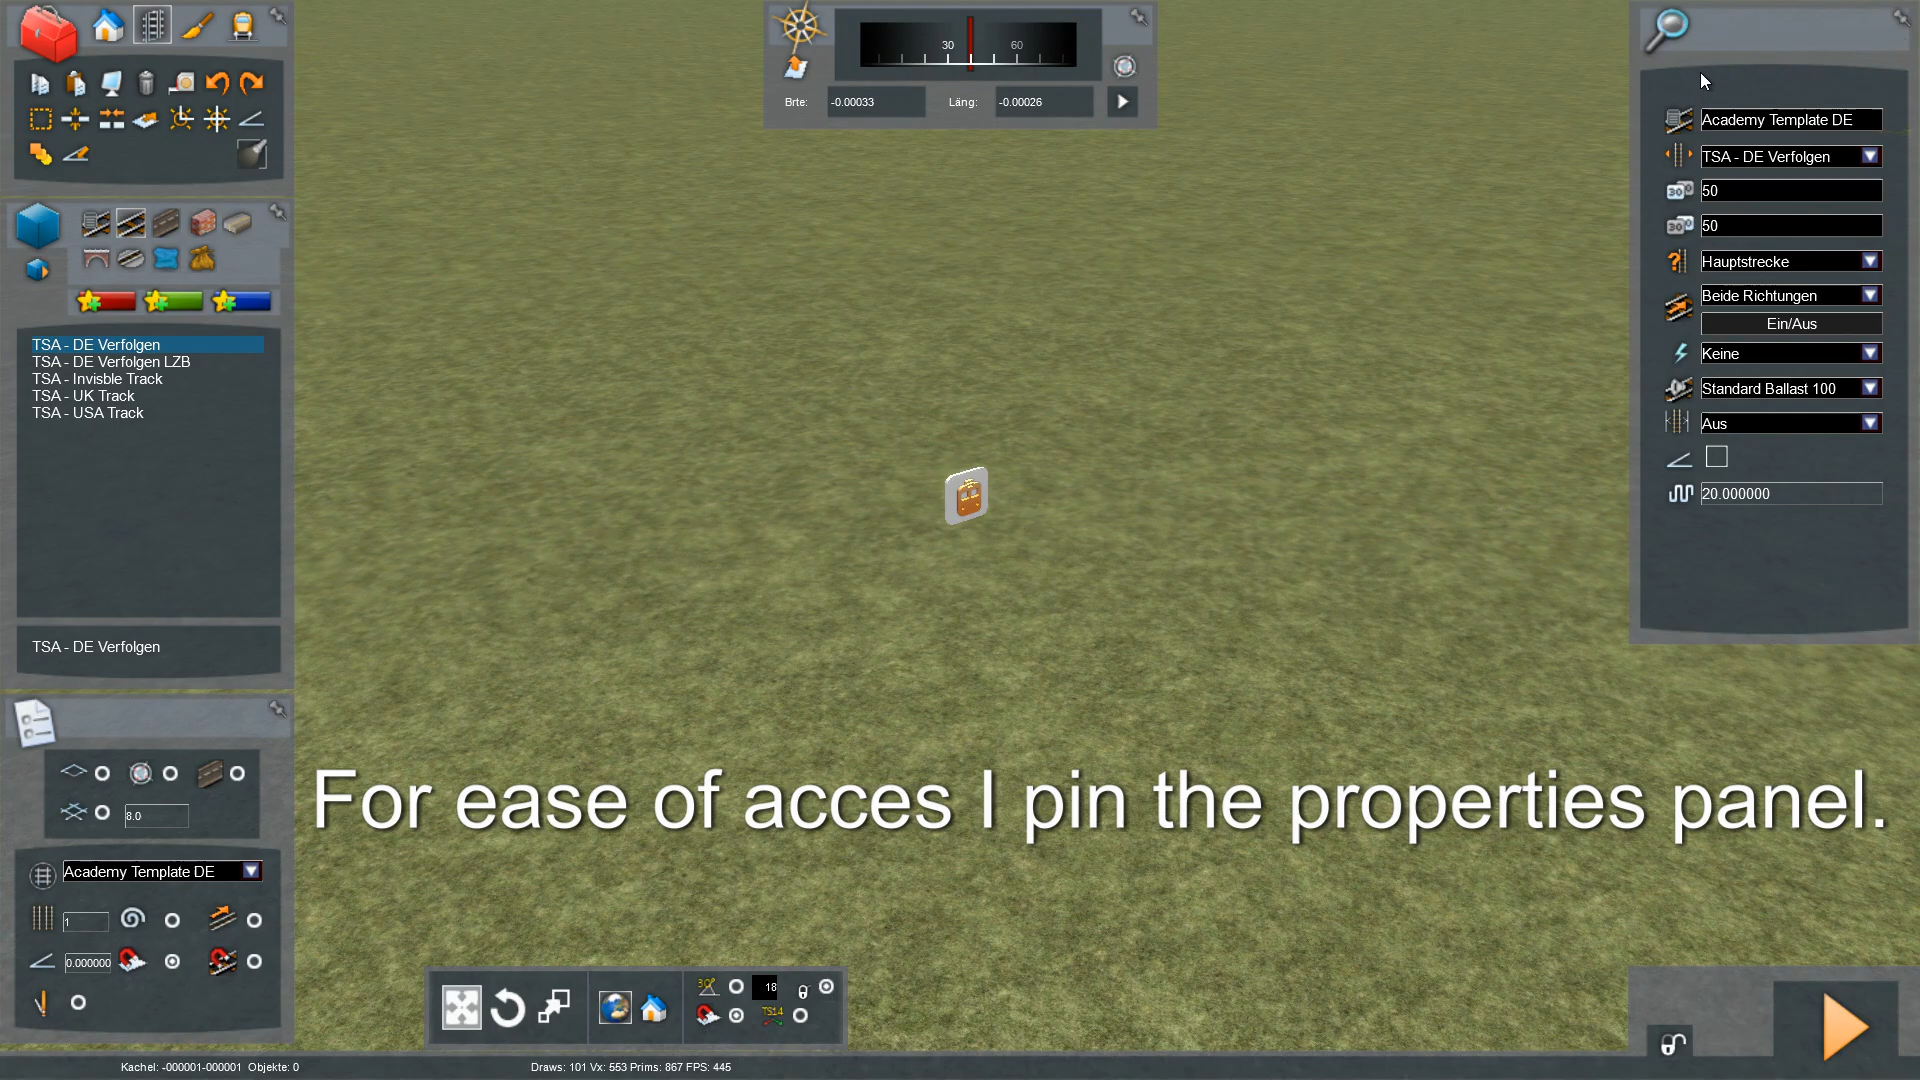 30
60
Brte:
-0.00033
Läng:
-0.00026
Academy Template DE
TSA - DE Verfolgen
50
50
Hauptstrecke
Beide Richtungen
Ein/Aus
Keine
Standard Ballast 100
Aus
20.000000
TSA - DE Verfolgen
TSA - DE Verfolgen LZB
TSA - Invisble Track
TSA - UK Track
TSA - USA Track
TSA - DE Verfolgen
8.0
Academy Template DE
1
0.000000
For ease of acces I pin the properties panel.
30°
18
TS14
Kachel: -000001-000001 Objekte: 0
Draws: 101 Vx: 553 Prims: 867 FPS: 445